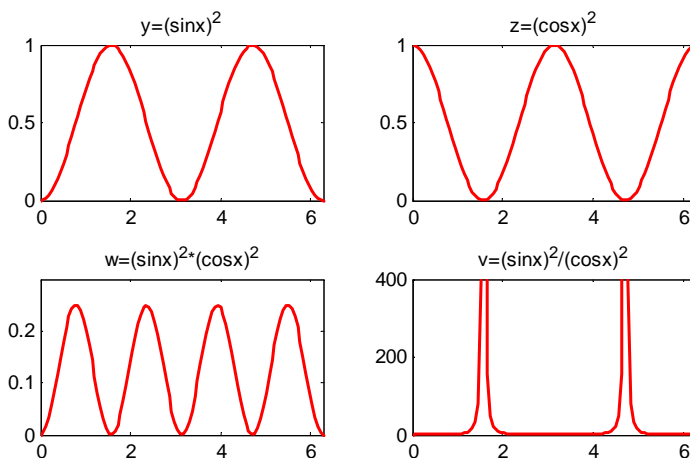 y=(sinx)^2
1
0.5
0
0 2 4 6
z=(cosx)^2
1
0.5
0
0 2 4 6
w=(sinx)^2*(cosx)^2
0.2
0.1
0
0 2 4 6
v=(sinx)^2/(cosx)^2
400
200
0
0 2 4 6